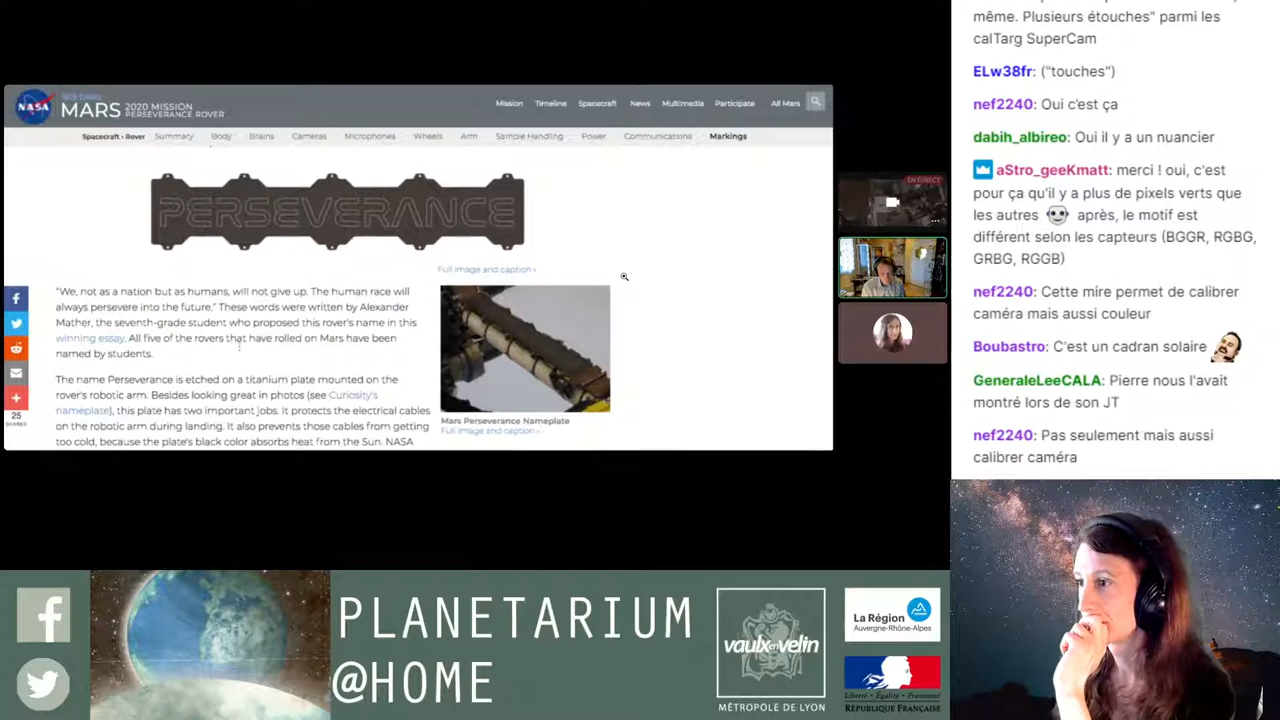 NASA
MARS 2020 MISSION
PERSEVERANCE ROVER
Mission Timeline Spacecraft News Multimedia Participate All Mars
Spacecraft › Rover Summary Body Brains Cameras Microphones Wheels Arm Sample Handling Power Communications Markings
PERSEVERANCE
Full image and caption ›
"We, not as a nation but as humans, will not give up. The human race will
always persevere into the future." These words were written by Alexander
Mather, the seventh-grade student who proposed this rover's name in this
winning essay. All five of the rovers that have rolled on Mars have been
named by students.
The name Perseverance is etched on a titanium plate mounted on the
rover's robotic arm. Besides looking great in photos (see Curiosity's
nameplate), this plate has two important jobs. It protects the electrical cables
on the robotic arm during landing. It also prevents those cables from getting
too cold, because the plate's black color absorbs heat from the Sun. NASA
Mars Perseverance Nameplate
Full image and caption ›
25
SHARES
EN DIRECT
même. Plusieurs étouches" parmi les
calTarg SuperCam
ELw38fr: ("touches")
nef2240: Oui c'est ça
dabih_albireo: Oui il y a un nuancier
aStro_geeKmatt: merci ! oui, c'est
pour ça qu'il y a plus de pixels verts que
les autres après, le motif est
différent selon les capteurs (BGGR, RGBG,
GRBG, RGGB)
nef2240: Cette mire permet de calibrer
caméra mais aussi couleur
Boubastro: C'est un cadran solaire
GeneraleLeeCALA: Pierre nous l'avait
montré lors de son JT
nef2240: Pas seulement mais aussi
calibrer caméra
PLANETARIUM
@HOME
vaulx en velin
MÉTROPOLE DE LYON
La Région
Auvergne-Rhône-Alpes
Liberté • Égalité • Fraternité
RÉPUBLIQUE FRANÇAISE